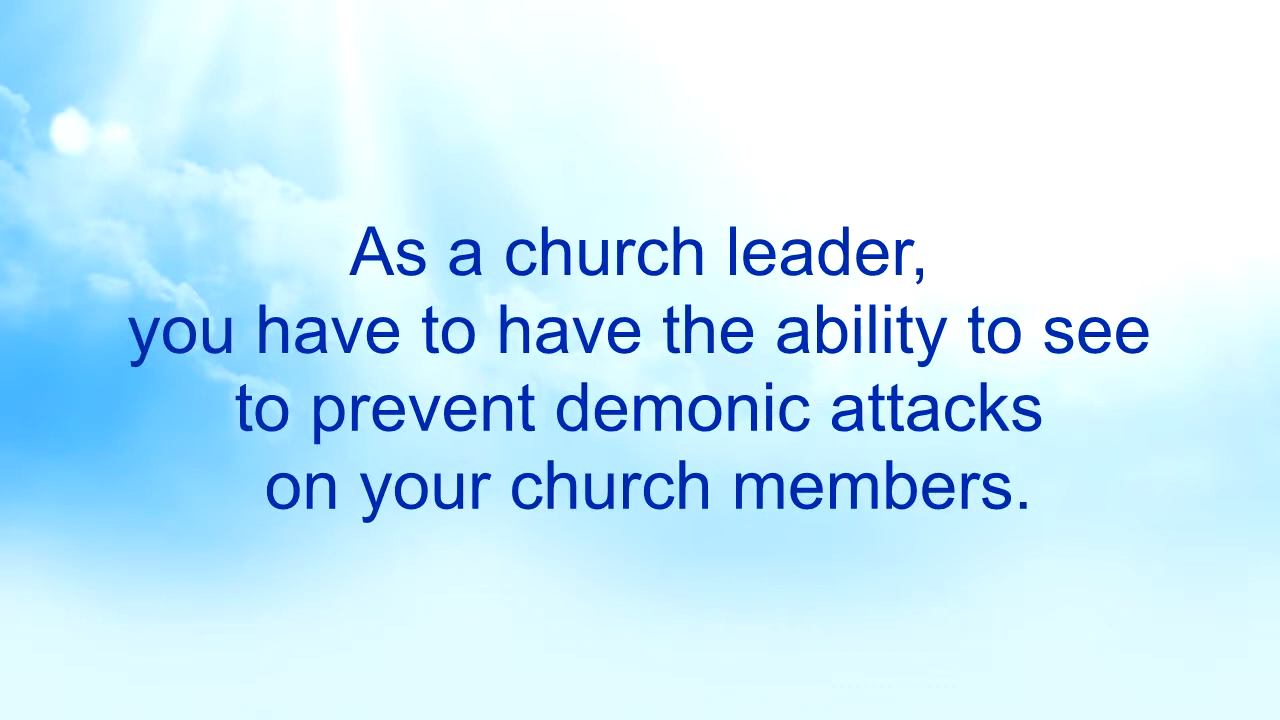 As a church leader,
you have to have the ability to see
to prevent demonic attacks
on your church members.